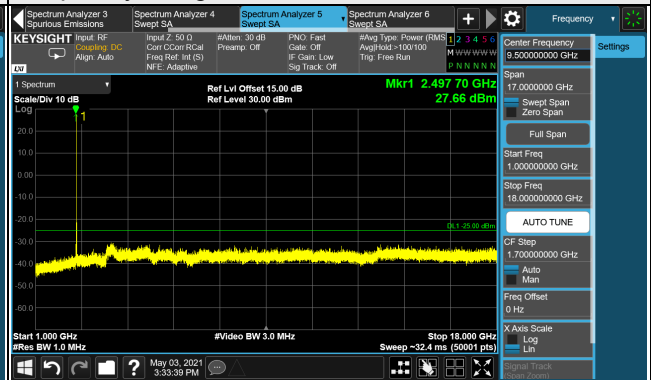 Spectrum Analyzer 3
Spurious Emissions
Spectrum Analyzer 4
Swept SA
Spectrum Analyzer 5
Swept SA
Spectrum Analyzer 6
Swept SA
+
Frequency
KEYSIGHT
LXI
Input: RF
Coupling: DC
Align: Auto
Input Z: 50 Ω
Corr CCorr RCal
Freq Ref: Int (S)
NFE: Adaptive
#Atten: 30 dB
Preamp: Off
PNO: Fast
Gate: Off
IF Gain: Low
Sig Track: Off
#Avg Type: Power (RMS
Avg|Hold:>100/100
Trig: Free Run
1 2 3 4 5 6
M W W W W W
P N N N N N
Center Frequency
9.500000000 GHz
Settings
1 Spectrum
Scale/Div 10 dB
Log
Ref Lvl Offset 15.00 dB
Ref Level 30.00 dBm
Mkr1 2.497 70 GHz
27.66 dBm
Span
17.0000000 GHz
Swept Span
Zero Span
Full Span
Start Freq
1.000000000 GHz
Stop Freq
18.000000000 GHz
AUTO TUNE
CF Step
1.700000000 GHz
Auto
Man
Freq Offset
0 Hz
X Axis Scale
Log
Lin
Signal Track
(Span Zoom)
1
20.0
10.0
0.00
-10.0
-20.0
DL1 -25.00 dBm
-30.0
-40.0
-50.0
-60.0
Start 1.000 GHz
#Res BW 1.0 MHz
#Video BW 3.0 MHz
Stop 18.000 GHz
Sweep ~32.4 ms (50001 pts)
?
May 03, 2021
3:33:39 PM